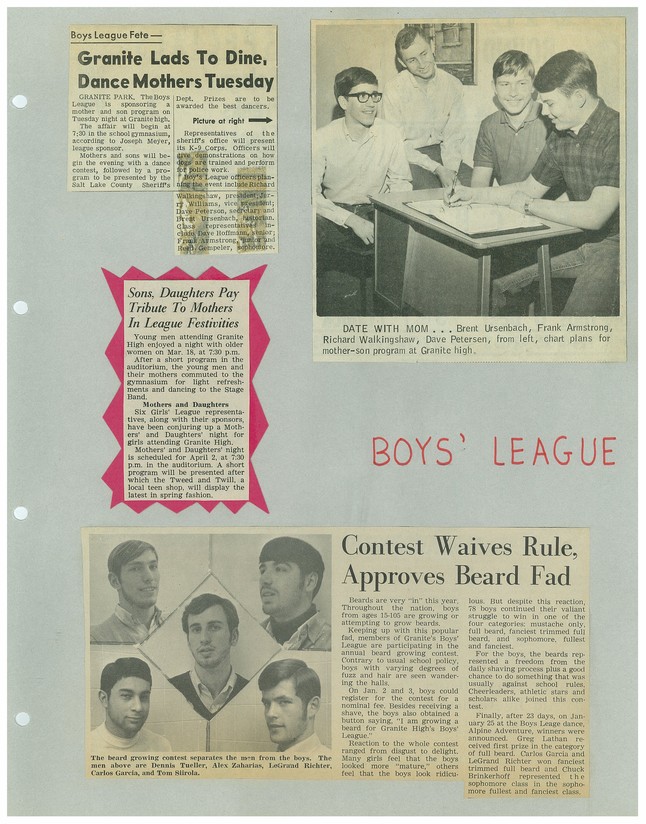 Boys League Fete —
Granite Lads To Dine,
Dance Mothers Tuesday
GRANITE PARK, The Boys
League is sponsoring a
mother and son program on
Tuesday night at Granite high.
The affair will begin at
7:30 in the school gymnasium,
according to Joseph Meyer,
league sponsor.
Mothers and sons will be-
gin the evening with a dance
contest, followed by a pro-
gram to be presented by the
Salt Lake County Sheriff's
Dept. Prizes are to be
awarded the best dancers.
Picture at right
Representatives of the
sheriff's office will present
its K-9 Corps. Officers will
give demonstrations on how
dogs are trained and perform
for police work.
Boy's League officers plan-
ning the event include Richard
Walkingshaw, president; Jer-
ry Williams, vice president;
Dave Peterson, secretary and
Brent Ursenbach, historian.
Class representatives in-
clude Dave Hoffmann, senior;
Frank Armstrong, junior and
Gempeler, sophomore.
DATE WITH MOM . . . Brent Ursenbach, Frank Armstrong,
Richard Walkingshaw, Dave Petersen, from left, chart plans for
mother-son program at Granite high.
Sons, Daughters Pay
Tribute To Mothers
In League Festivities
Young men attending Granite
High enjoyed a night with older
women on Mar. 18, at 7:30 p.m.
After a short program in the
auditorium, the young men and
their mothers commuted to the
gymnasium for light refresh-
ments and dancing to the Stage
Band.
Mothers and Daughters
Six Girls' League representa-
tives, along with their sponsors,
have been conjuring up a Moth-
ers' and Daughters' night for
girls attending Granite High.
Mothers' and Daughters' night
is scheduled for April 2, at 7:30
p.m. in the auditorium. A short
program will be presented after
which the Tweed and Twill, a
local teen shop, will display the
latest in spring fashion.
BOYS' LEAGUE
Contest Waives Rule,
Approves Beard Fad
Beards are very "in" this year.
Throughout the nation, boys
from ages 15-105 are growing or
attempting to grow beards.
Keeping up with this popular
fad, members of Granite's Boys'
League are participating in the
annual beard growing contest.
Contrary to usual school policy,
boys with varying degrees of
fuzz and hair are seen wander-
ing the halls.
On Jan. 2 and 3, boys could
register for the contest for a
nominal fee. Besides receiving a
shave, the boys also obtained a
button saying, "I am growing a
beard for Granite High's Boys'
League."
Reaction to the whole contest
ranged from disgust to delight.
Many girls feel that the boys
looked more "mature," others
feel that the boys look ridicu-
lous. But despite this reaction,
78 boys continued their valiant
struggle to win in one of the
four categories: mustache only,
full beard, fanciest trimmed full
beard, and sophomore, fullest
and fanciest.
For the boys, the beards rep-
resented a freedom from the
daily shaving process plus a good
chance to do something that was
usually against school rules.
Cheerleaders, athletic stars and
scholars alike joined this con-
test.
Finally, after 23 days, on Jan-
uary 25 at the Boys Leage dance,
Alpine Adventure, winners were
announced. Greg Lathan re-
ceived first prize in the category
of full beard. Carlos Garcia and
LeGrand Richter won fanciest
trimmed full beard and Chuck
Brinkerhoff represented the
sophomore class in the sopho-
more fullest and fanciest class.
The beard growing contest separates the men from the boys. The
men above are Dennis Tueller, Alex Zaharias, LeGrand Richter,
Carlos Garcia, and Tom Siirola.